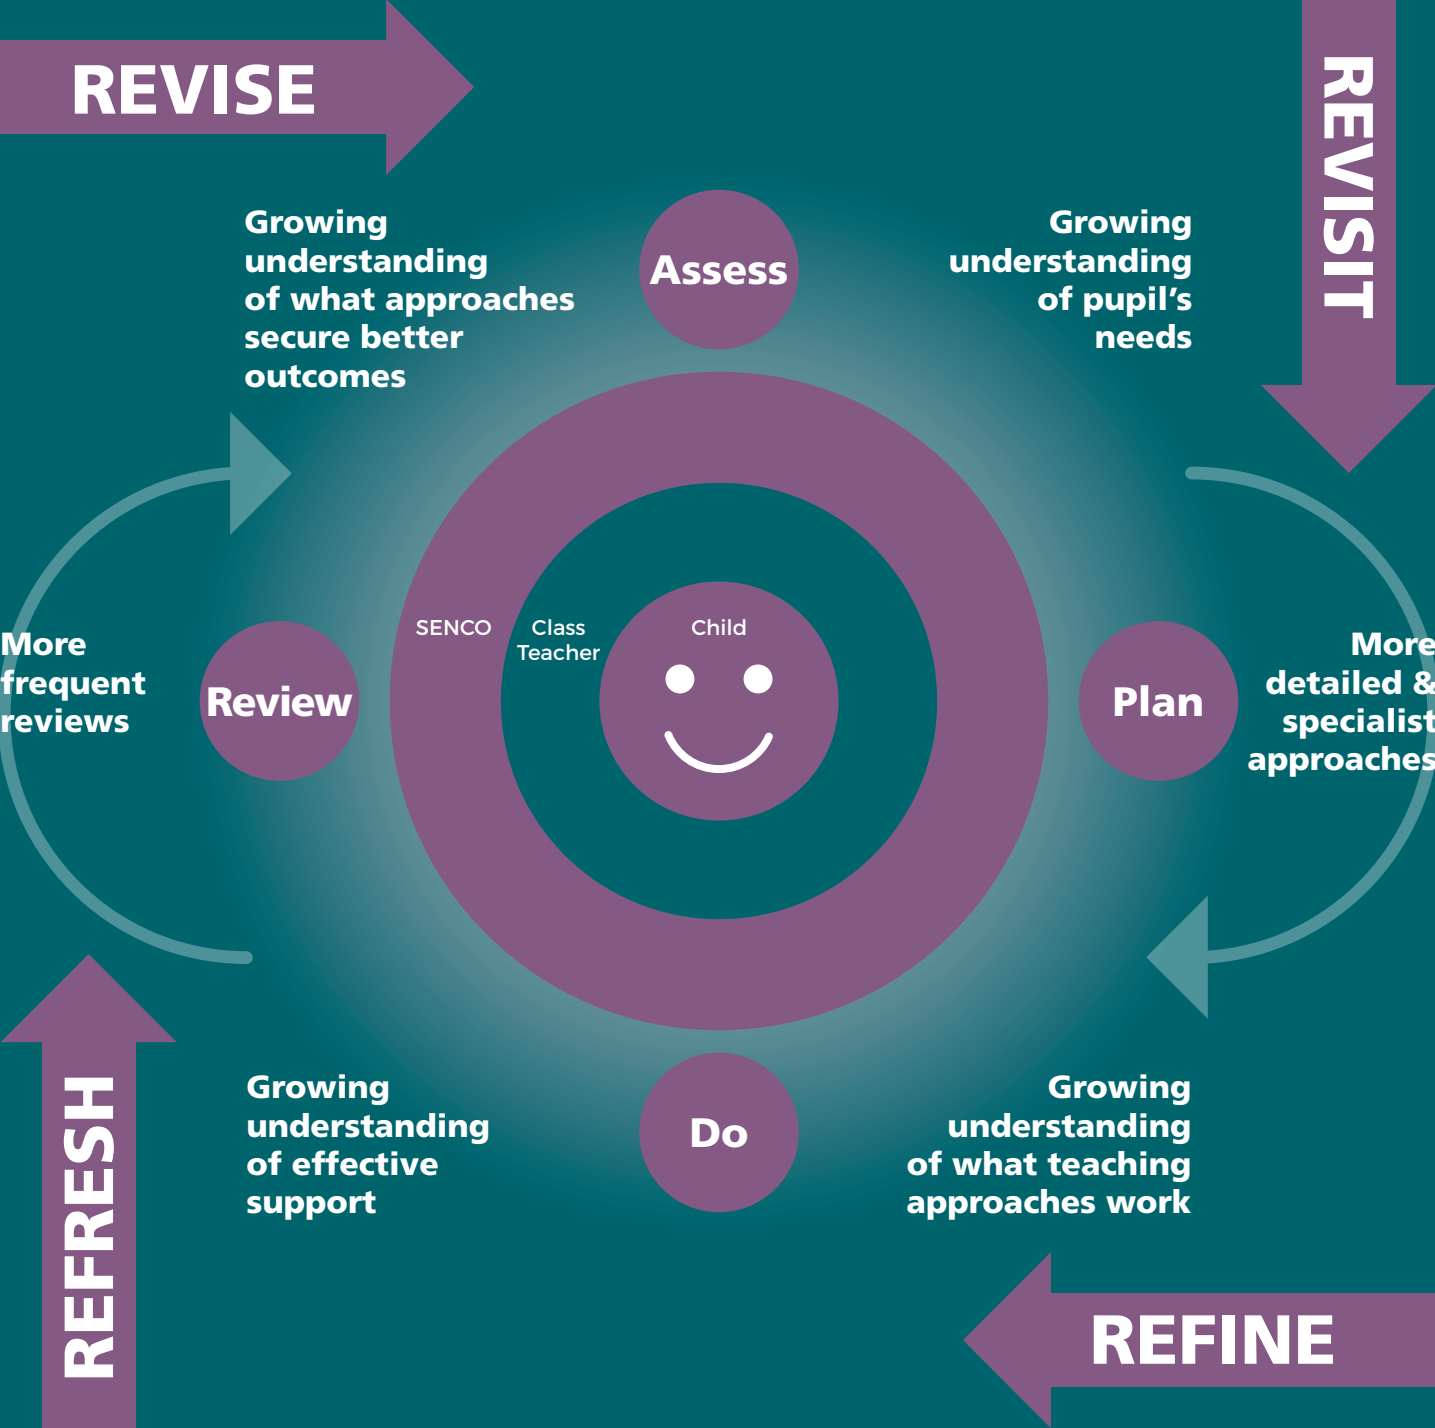 REVISE
REVISIT
Growing
understanding
of what approaches
secure better
outcomes
Assess
Growing
understanding
of pupil’s
needs
More
frequent
reviews
Review
SENCO
Class
Teacher
Child
Plan
More
detailed &
specialist
approaches
Growing
understanding
of effective
support
Do
Growing
understanding
of what teaching
approaches work
REFRESH
REFINE